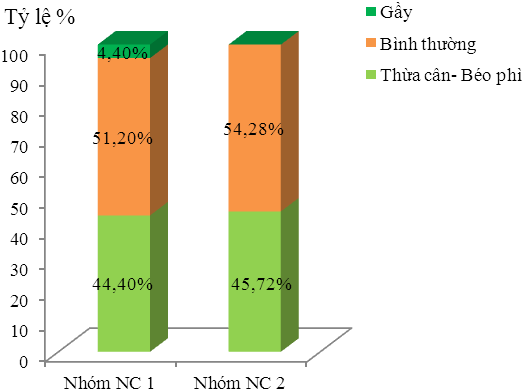 Tỷ lệ %
Gầy
Bình thường
Thừa cân- Béo phì
100
90
80
70
60
50
40
30
20
10
0
4,40%
51,20%
54,28%
44,40%
45,72%
Nhóm NC 1
Nhóm NC 2